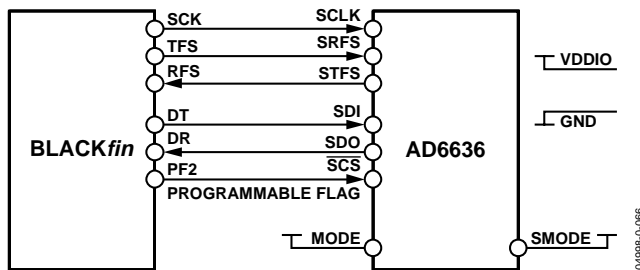 SCK SCLK
TFS SRFS
RFS STFS
VDDIO
DT SDI
GND
DR SDO
BLACKfin
AD6636
PF2 SCS
PROGRAMMABLE FLAG
MODE
SMODE
04998-0-066